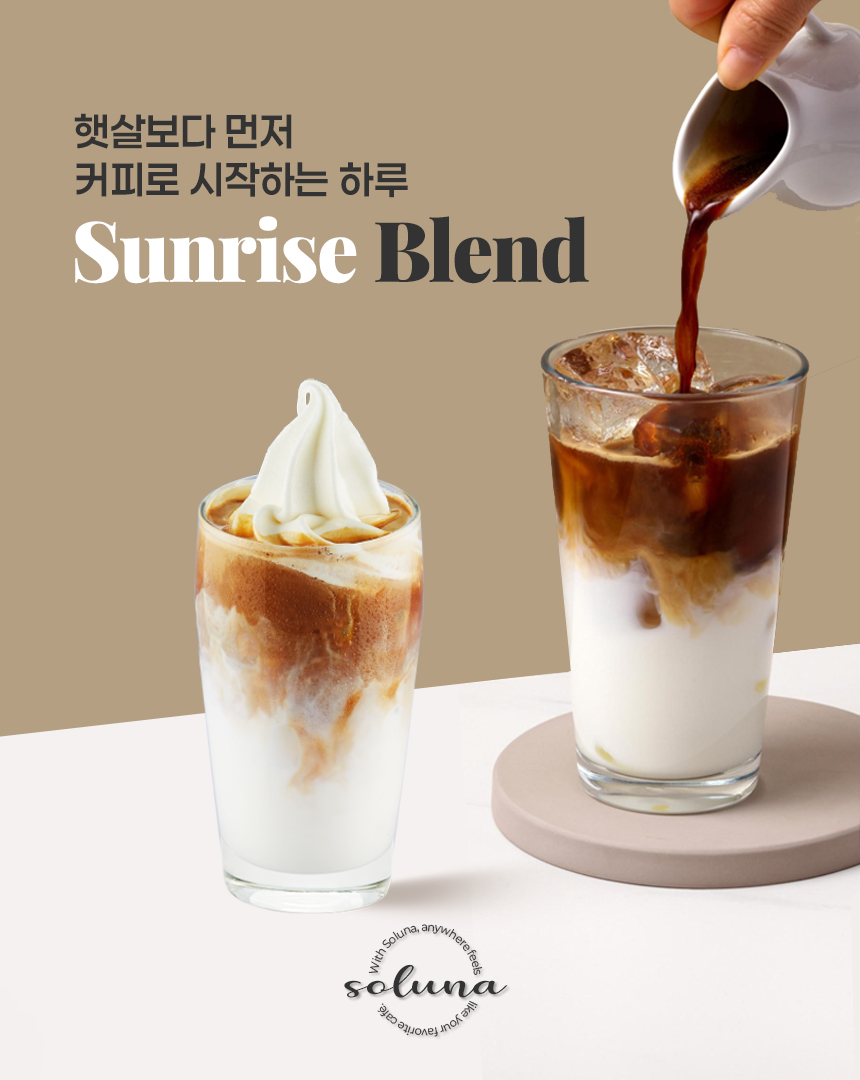 햇살보다 먼저
커피로 시작하는 하루
Sunrise Blend
With Soluna, anywhere feels
soluna
like your favorite café.